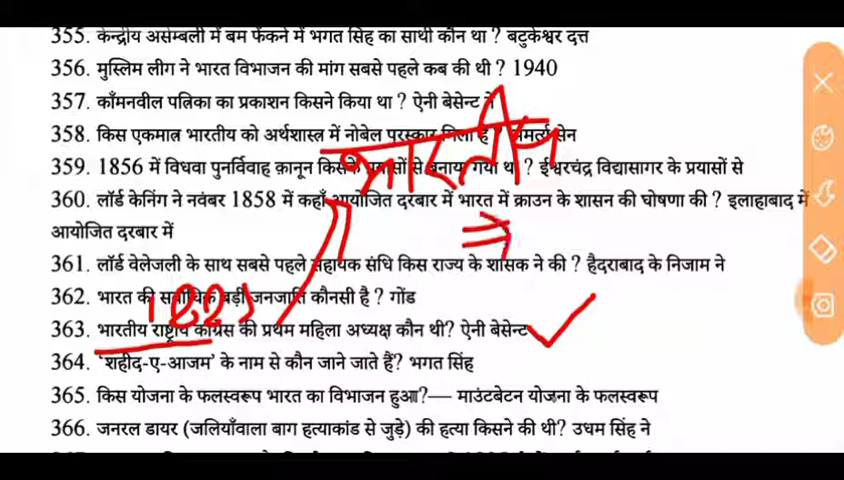 355. केन्द्रीय असेम्बली में बम फेंकने में भगत सिंह का साथी कौन था ? बटुकेश्वर दत्त
356. मुस्लिम लीग ने भारत विभाजन की मांग सबसे पहले कब की थी ? 1940
357. कॉमनवील पत्रिका का प्रकाशन किसने किया था ? ऐनी बेसेन्ट ने
358. किस एकमात्र भारतीय को अर्थशास्त्र में नोबेल पुरस्कार मिला है ? अमर्त्य सेन
359. 1856 में विधवा पुनर्विवाह क़ानून किसके प्रयासों से बनाया गया था ? ईश्वरचंद्र विद्यासागर के प्रयासों से
भारतीय
360. लॉर्ड केनिंग ने नवंबर 1858 में कहाँ आयोजित दरबार में भारत में क्राउन के शासन की घोषणा की ? इलाहाबाद में
आयोजित दरबार में
361. लॉर्ड वेलेजली के साथ सबसे पहले सहायक संधि किस राज्य के शासक ने की ? हैदराबाद के निजाम ने
362. भारत की सर्वाधिक बड़ी जनजाति कौनसी है ? गोंड
363. भारतीय राष्ट्रीय कांग्रेस की प्रथम महिला अध्यक्ष कौन थी? ऐनी बेसेन्ट
364. ‘शहीद-ए-आजम’ के नाम से कौन जाने जाते हैं? भगत सिंह
365. किस योजना के फलस्वरूप भारत का विभाजन हुआ?— माउंटबेटन योजना के फलस्वरूप
366. जनरल डायर (जलियाँवाला बाग हत्याकांड से जुड़े) की हत्या किसने की थी? उधम सिंह ने